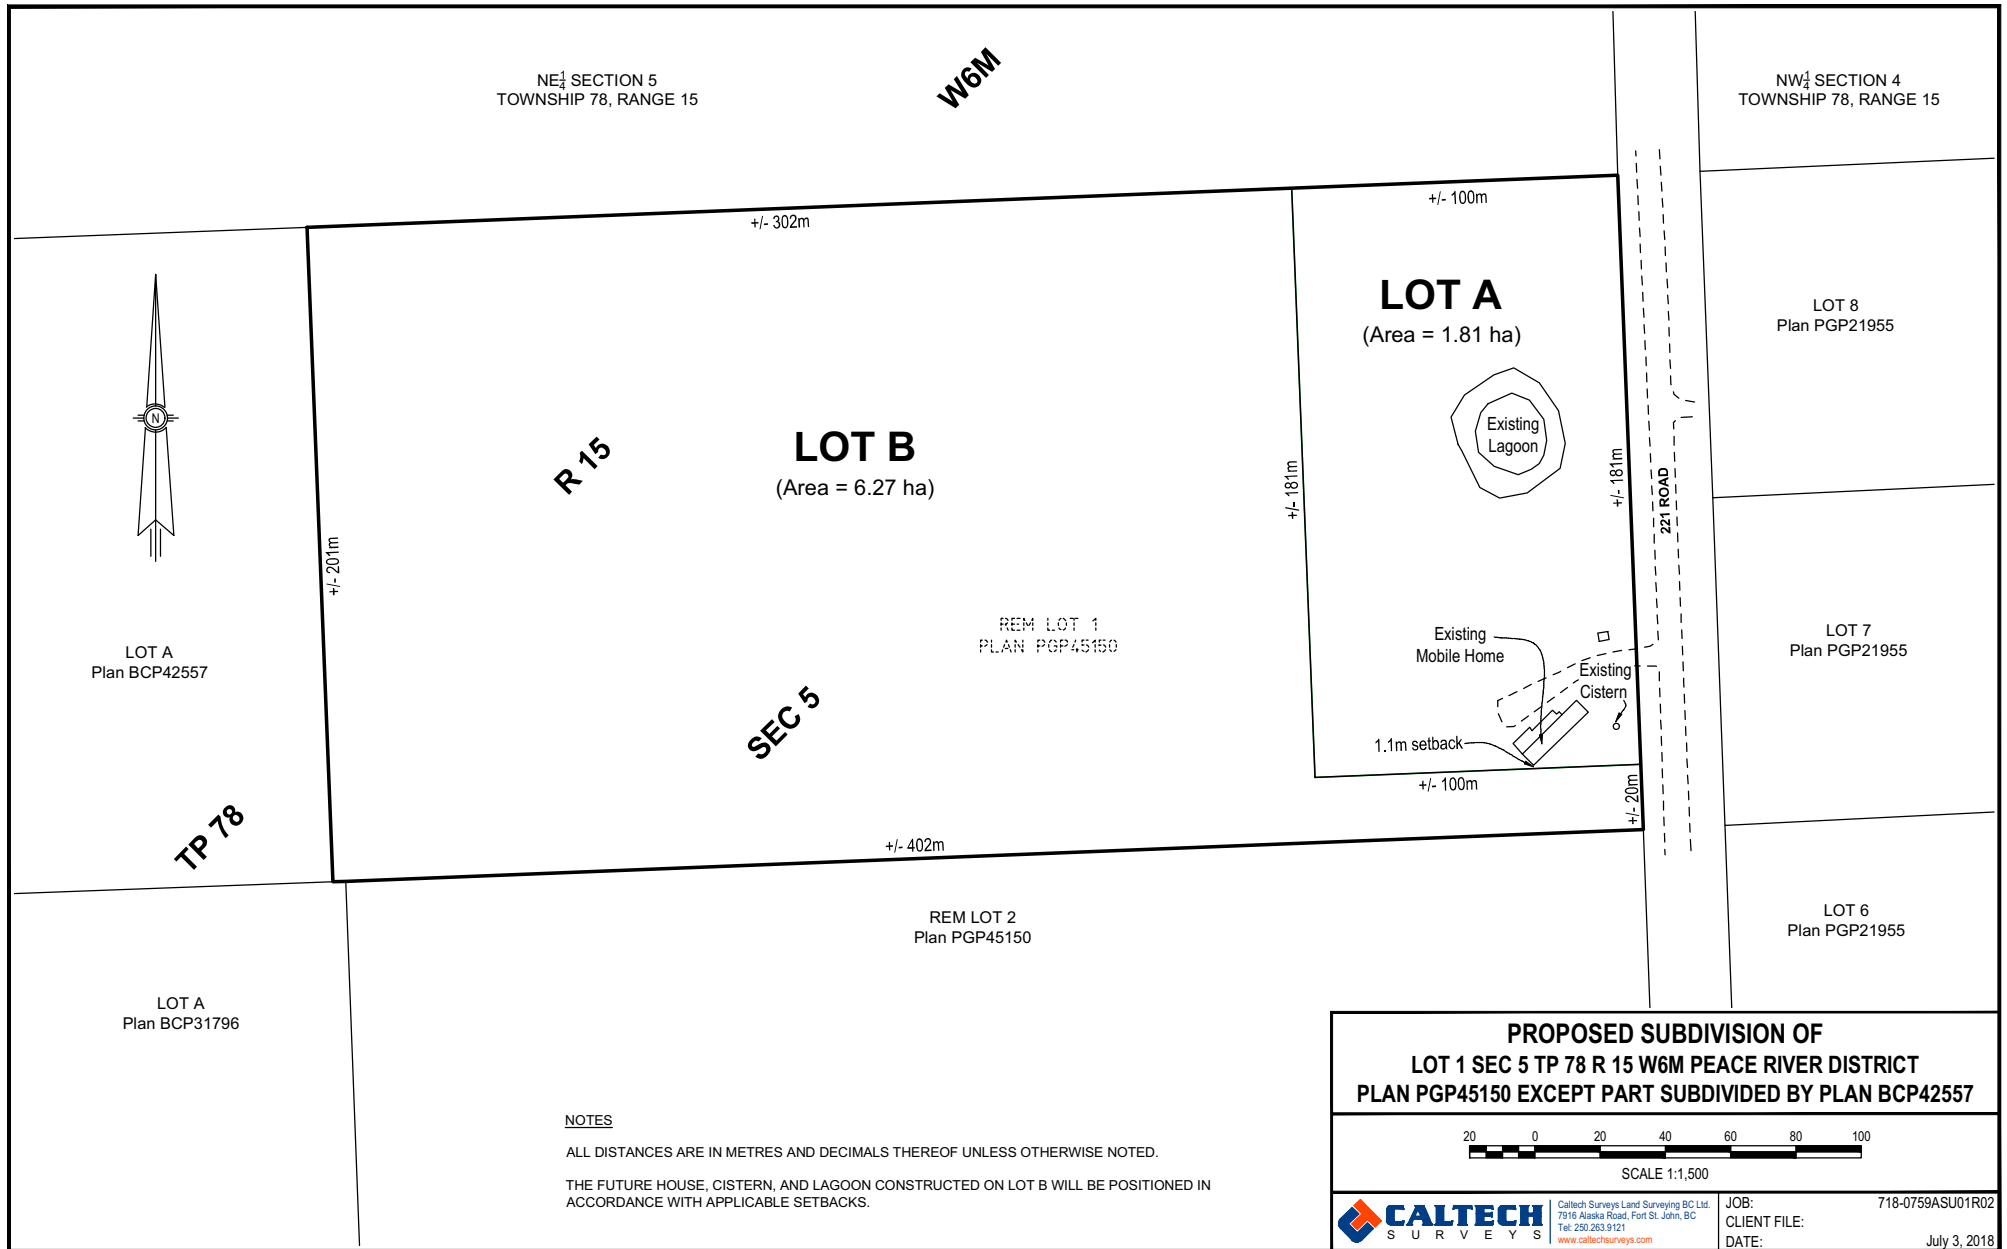 NE1/4 SECTION 5
TOWNSHIP 78, RANGE 15
W6M
NW1/4 SECTION 4
TOWNSHIP 78, RANGE 15
+/- 302m
+/- 100m
LOT A
(Area = 1.81 ha)
LOT 8
Plan PGP21955
N
Existing
Lagoon
LOT B
(Area = 6.27 ha)
R 15
+/- 181m
+/- 181m
221 ROAD
+/- 201m
REM LOT 1
PLAN PGP45150
Existing
Mobile Home
Existing
Cistern
LOT 7
Plan PGP21955
LOT A
Plan BCP42557
SEC 5
1.1m setback
+/- 100m
+/- 20m
TP 78
+/- 402m
REM LOT 2
Plan PGP45150
LOT 6
Plan PGP21955
LOT A
Plan BCP31796
PROPOSED SUBDIVISION OF
LOT 1 SEC 5 TP 78 R 15 W6M PEACE RIVER DISTRICT
PLAN PGP45150 EXCEPT PART SUBDIVIDED BY PLAN BCP42557
NOTES
ALL DISTANCES ARE IN METRES AND DECIMALS THEREOF UNLESS OTHERWISE NOTED.
THE FUTURE HOUSE, CISTERN, AND LAGOON CONSTRUCTED ON LOT B WILL BE POSITIONED IN
ACCORDANCE WITH APPLICABLE SETBACKS.
20 0 20 40 60 80 100
SCALE 1:1,500
CALTECH
SURVEYS
Caltech Surveys Land Surveying BC Ltd.
7916 Alaska Road, Fort St. John, BC
Tel: 250.263.9121
www.caltechsurveys.com
JOB: 718-0759ASU01R02
CLIENT FILE:
DATE: July 3, 2018